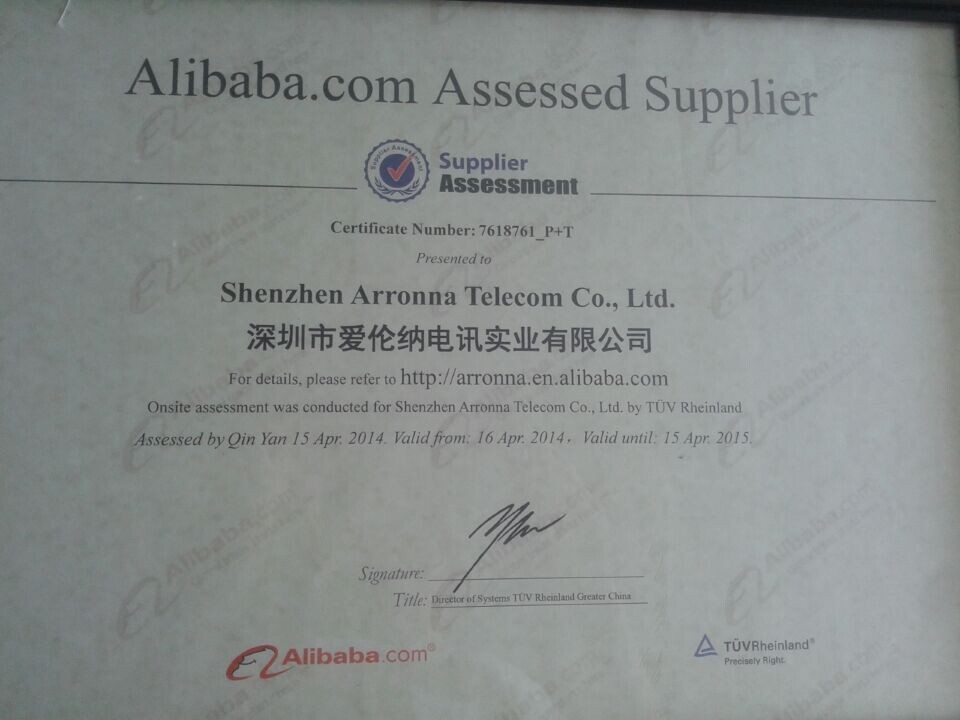 Alibaba.com Assessed Supplier
Supplier Assessment
Supplier
Assessment
Certificate Number: 7618761_P+T
Presented to
Shenzhen Arronna Telecom Co., Ltd.
深圳市爱伦纳电讯实业有限公司
For details, please refer to http://arronna.en.alibaba.com
Onsite assessment was conducted for Shenzhen Arronna Telecom Co., Ltd. by TÜV Rheinland
Assessed by Qin Yan 15 Apr. 2014. Valid from: 16 Apr. 2014，Valid until: 15 Apr. 2015.
Signature:
Title: Director of Systems TÜV Rheinland Greater China
Alibaba.com®
TÜVRheinland®
Precisely Right.